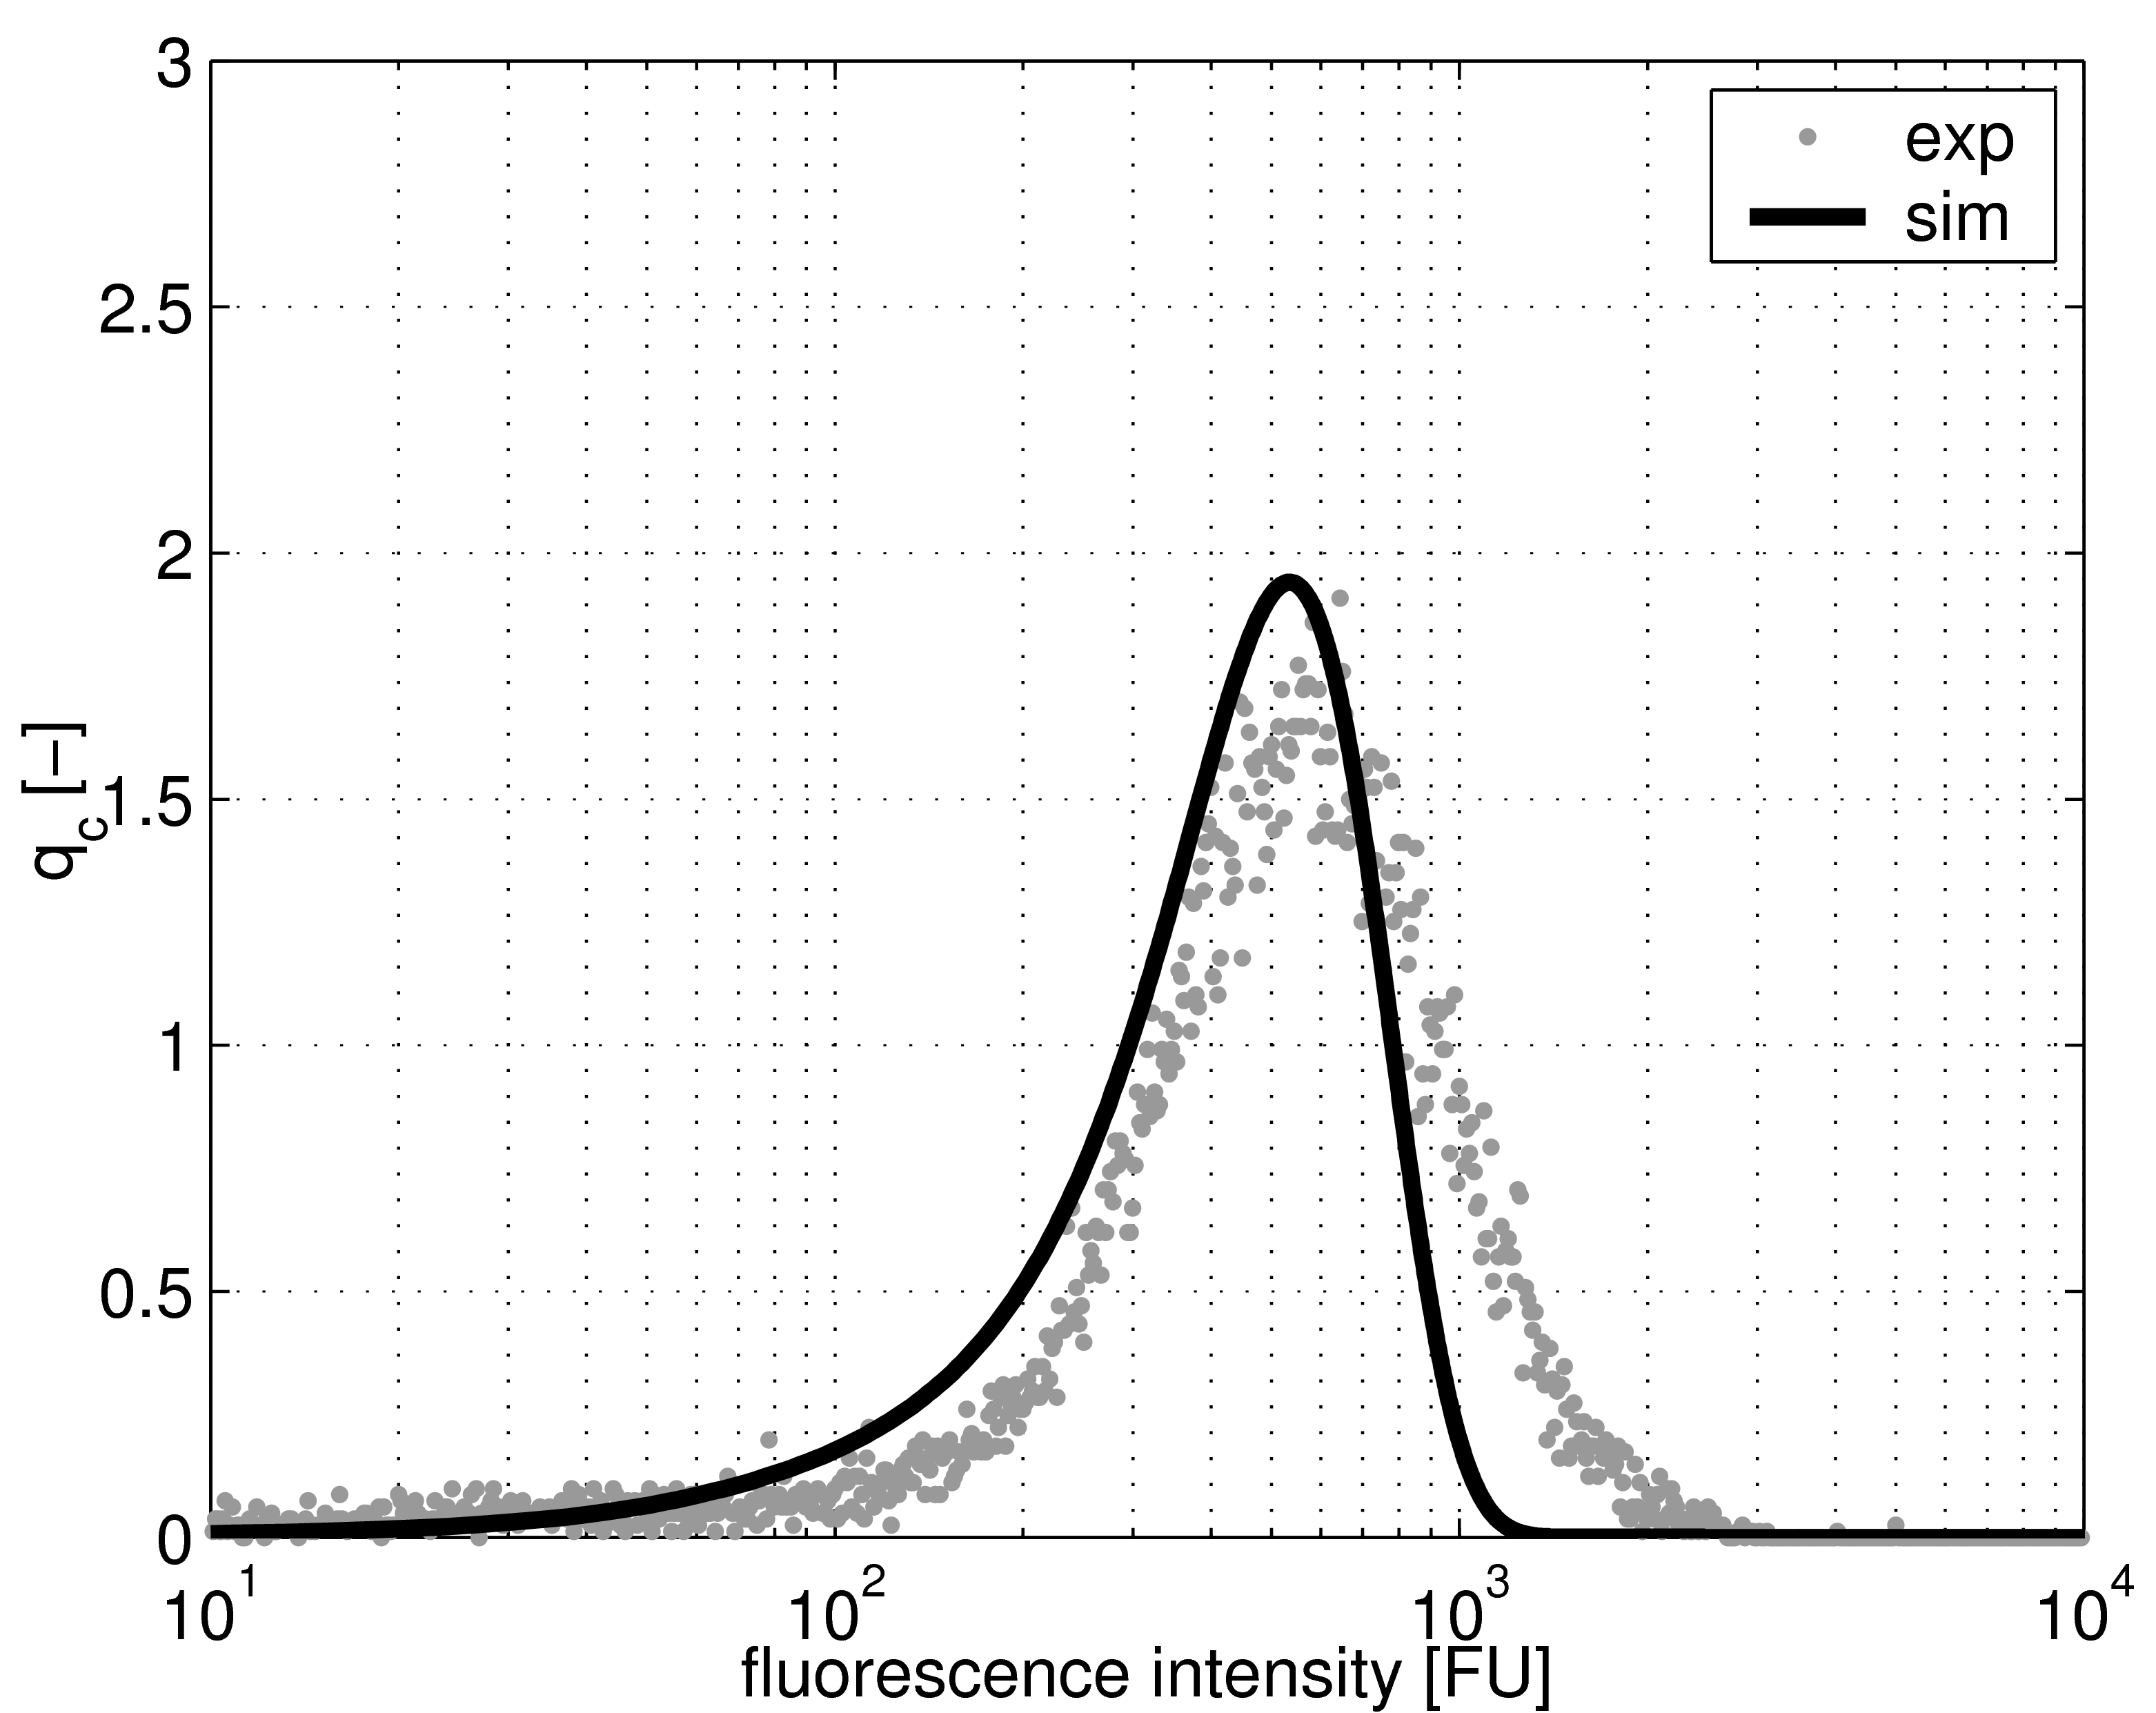 3
2.5
2
1.5
1
0.5
0
q_c [−]
exp
sim
10^1 10^2 10^3 10^4
fluorescence intensity [FU]